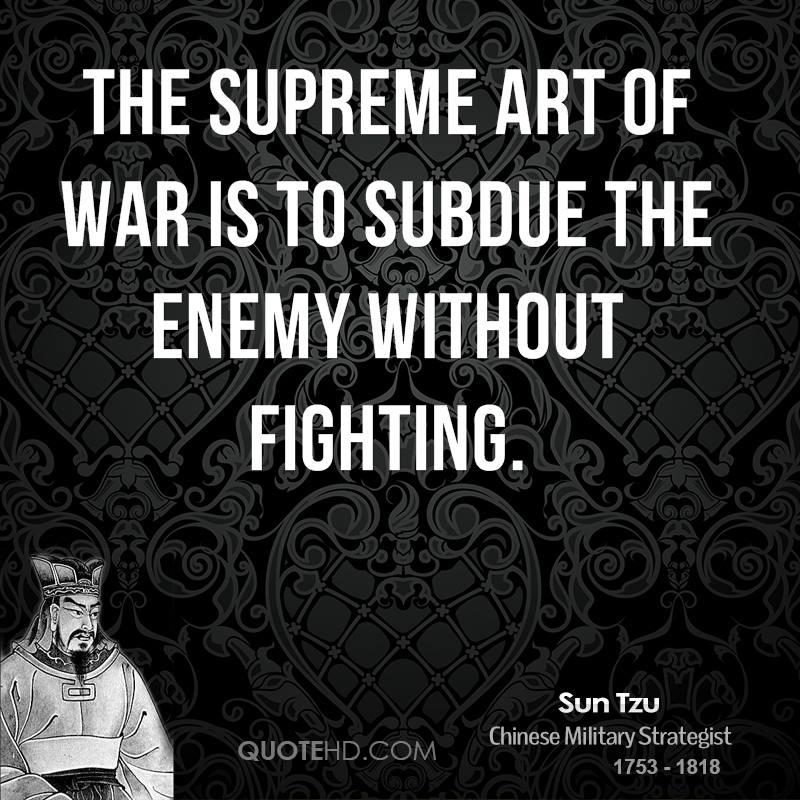 THE SUPREME ART OF
WAR IS TO SUBDUE THE
ENEMY WITHOUT
FIGHTING.
Sun Tzu
Chinese Military Strategist
1753 - 1818
QUOTEHD.COM